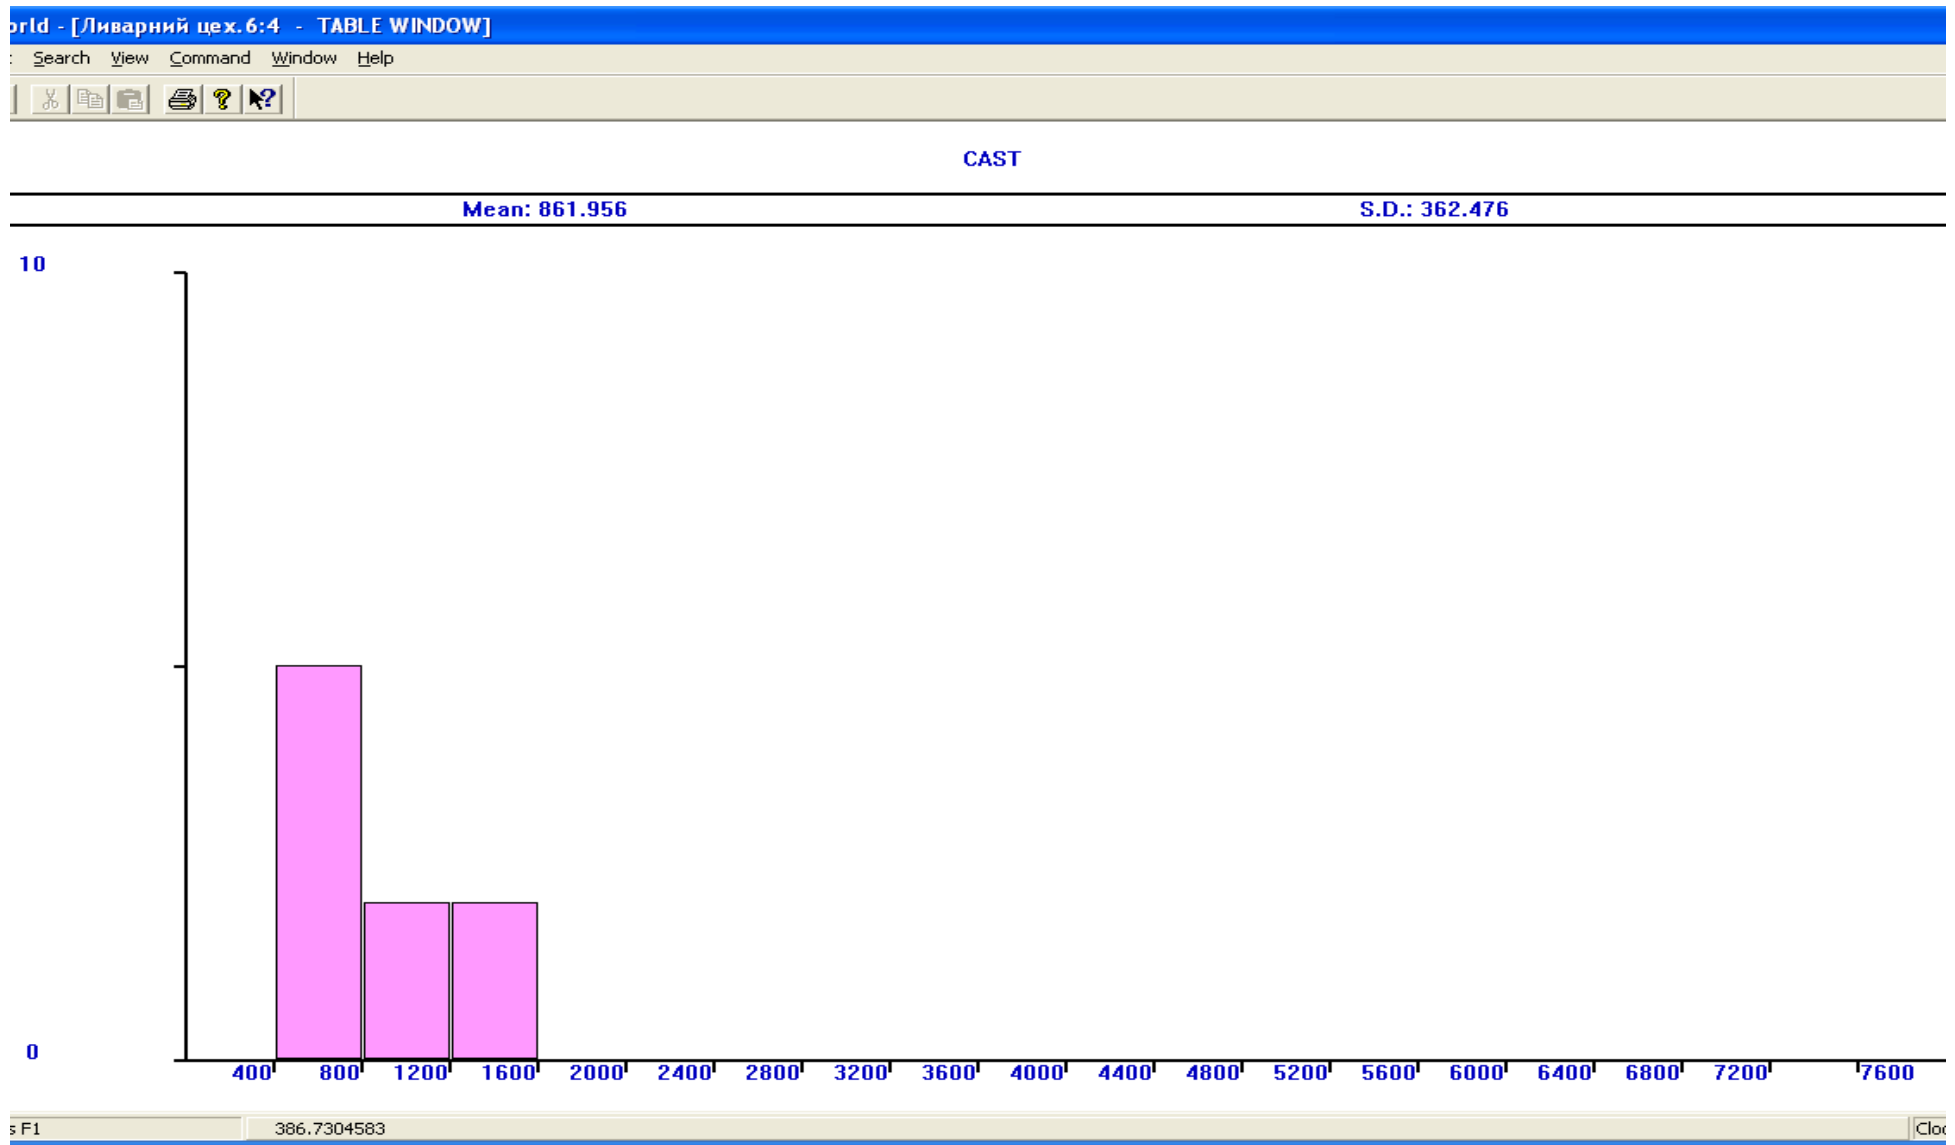 orld - [Ливарний цех.6:4 - TABLE WINDOW]
Search View Command Window Help
CAST
Mean: 861.956 S.D.: 362.476
10
0
400 800 1200 1600 2000 2400 2800 3200 3600 4000 4400 4800 5200 5600 6000 6400 6800 7200 7600
s F1 386.7304583 Cloc